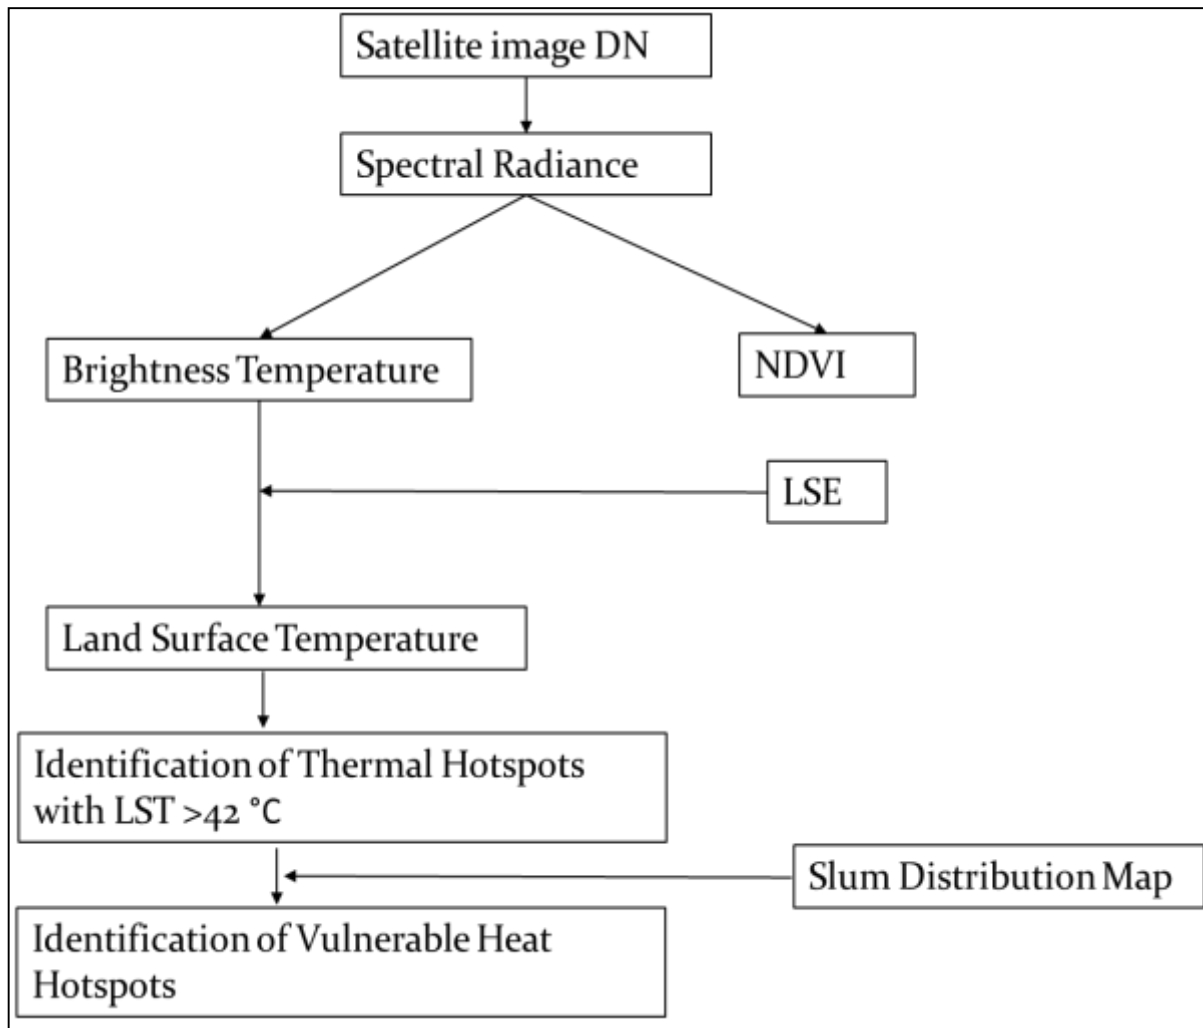 Satellite image DN
Spectral Radiance
Brightness Temperature
NDVI
LSE
Land Surface Temperature
Identification of Thermal Hotspots
with LST >42 °C
Slum Distribution Map
Identification of Vulnerable Heat
Hotspots